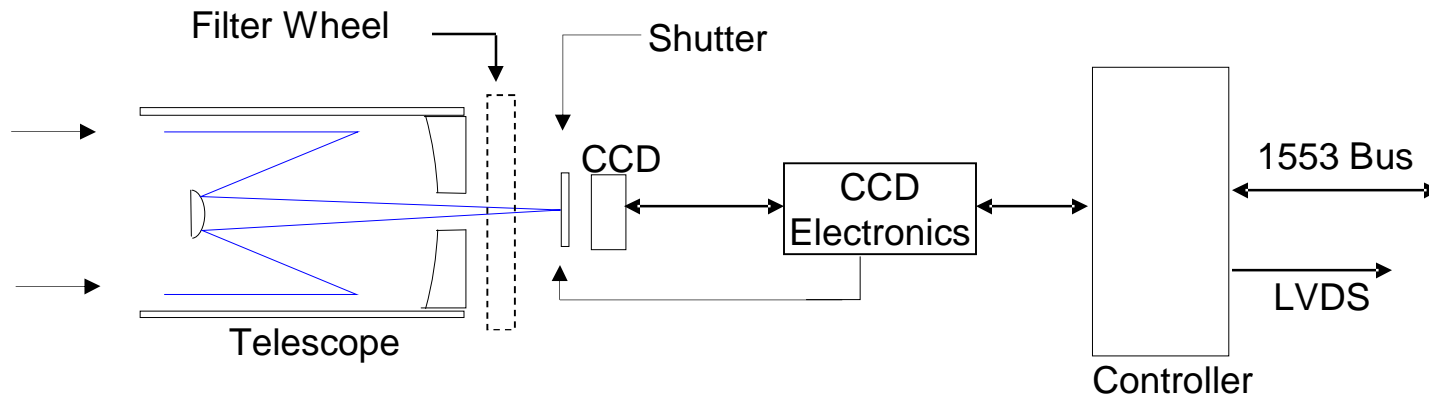 Filter Wheel
Shutter
CCD
CCD
Electronics
1553 Bus
LVDS
Telescope
Controller